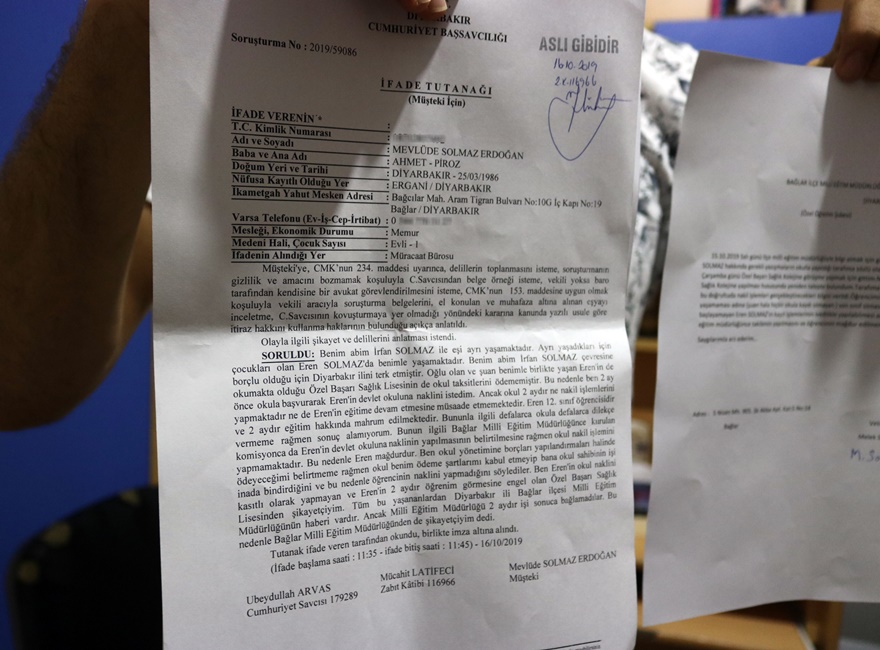 DİYARBAKIR
CUMHURİYET BAŞSAVCILIĞI
Soruşturma No : 2019/59086
ASLI GİBİDİR
16.10.2019
Z.K.116966
İFADE TUTANAĞI
(Müşteki İçin)
İFADE VERENİN*
T.C. Kimlik Numarası :
Adı ve Soyadı : MEVLÜDE SOLMAZ ERDOĞAN
Baba ve Ana Adı : AHMET - PİROZ
Doğum Yeri ve Tarihi : DİYARBAKIR - 25/03/1986
Nüfusa Kayıtlı Olduğu Yer : ERGANİ / DİYARBAKIR
İkametgah Yahut Mesken Adresi : Bağcılar Mah. Aram Tigran Bulvarı No:10G İç Kapı No:19
Bağlar / DİYARBAKIR
Varsa Telefonu (Ev-İş-Cep-İrtibat) : 0
Mesleği, Ekonomik Durumu : Memur
Medeni Hali, Çocuk Sayısı : Evli - 1
İfadenin Alındığı Yer : Müracaat Bürosu
Müşteki'ye, CMK'nun 234. maddesi uyarınca, delillerin toplanmasını isteme, soruşturmanın
gizlilik ve amacını bozmamak koşuluyla C.Savcısından belge örneği isteme, vekili yoksa baro
tarafından kendisine bir avukat görevlendirilmesini isteme, CMK'nun 153. maddesine uygun olmak
koşuluyla vekili aracıyla soruşturma belgelerini, el konulan ve muhafaza altına alınan eşyayı
inceletme, C.Savcısının kovuşturmaya yer olmadığı yönündeki kararına kanunda yazılı usule göre
itiraz hakkını kullanma haklarının bulunduğu açıkça anlatıldı.
Olayla ilgili şikayet ve delillerini anlatması istendi.
SORULDU: Benim abim İrfan SOLMAZ ile eşi ayrı yaşamaktadır. Ayrı yaşadıkları için
çocukları olan Eren SOLMAZ'da benimle yaşamaktadır. Benim abim İrfan SOLMAZ çevresine
borçlu olduğu için Diyarbakır ilini terk etmiştir. Oğlu olan ve şuan benimle birlikte yaşan Eren'in de
okumakta olduğu Özel Başarı Sağlık Lisesinin de okul taksitlerini ödememiştir. Bu nedenle ben 2 ay
önce okula başvurarak Eren'in devlet okuluna naklini istedim. Ancak okul 2 aydır ne nakil işlemlerini
yapmaktadır ne de Eren'in eğitime devam etmesine müsaade etmemektedir. Eren 12. sınıf öğrencisidir
ve 2 aydır eğitim hakkında mahrum edilmektedir. Bununla ilgili defalarca okula defalarca dilekçe
vermeme rağmen sonuç alamıyorum. Bunun ilgili Bağlar Milli Eğitim Müdürlüğünce kurulan
komisyonca da Eren'in devlet okuluna naklinin yapılmasının belirtilmesine rağmen okul nakil işlemini
yapmamaktadır. Bu nedenle Eren mağdurdur. Ben okul yönetimine borçları yapılandırmaları halinde
ödeyeceğimi belirtmeme rağmen okul benim ödeme şartlarımı kabul etmeyip bana okul sahibinin işi
inada bindirdiğini ve bu nedenle öğrencinin naklini yapmadığını söylediler. Ben Eren'in okul naklini
kasıtlı olarak yapmayan ve Eren'in 2 aydır öğrenim görmesine engel olan Özel Başarı Sağlık
Lisesinden şikayetçiyim. Tüm bu yaşananlardan Diyarbakır ili Bağlar ilçesi Milli Eğitim
Müdürlüğünün haberi vardır. Ancak Milli Eğitim Müdürlüğü 2 aydır işi sonuca bağlamadılar. Bu
nedenle Bağlar Milli Eğitim Müdürlüğünden de şikayetçiyim dedi.
Tutanak ifade veren tarafından okundu, birlikte imza altına alındı.
(İfade başlama saati : 11:35 - ifade bitiş saati : 11:45) - 16/10/2019
Ubeydullah ARVAS
Cumhuriyet Savcısı 179289
Mücahit LATİFECİ
Zabıt Kâtibi 116966
Mevlüde SOLMAZ ERDOĞAN
Müşteki
Bağlar